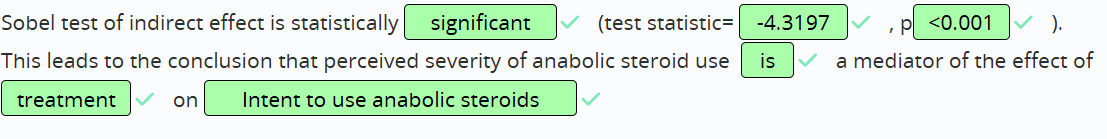 Sobel test of indirect effect is statistically significant (test statistic= -4.3197 , p <0.001 ).
This leads to the conclusion that perceived severity of anabolic steroid use is a mediator of the effect of
treatment on Intent to use anabolic steroids